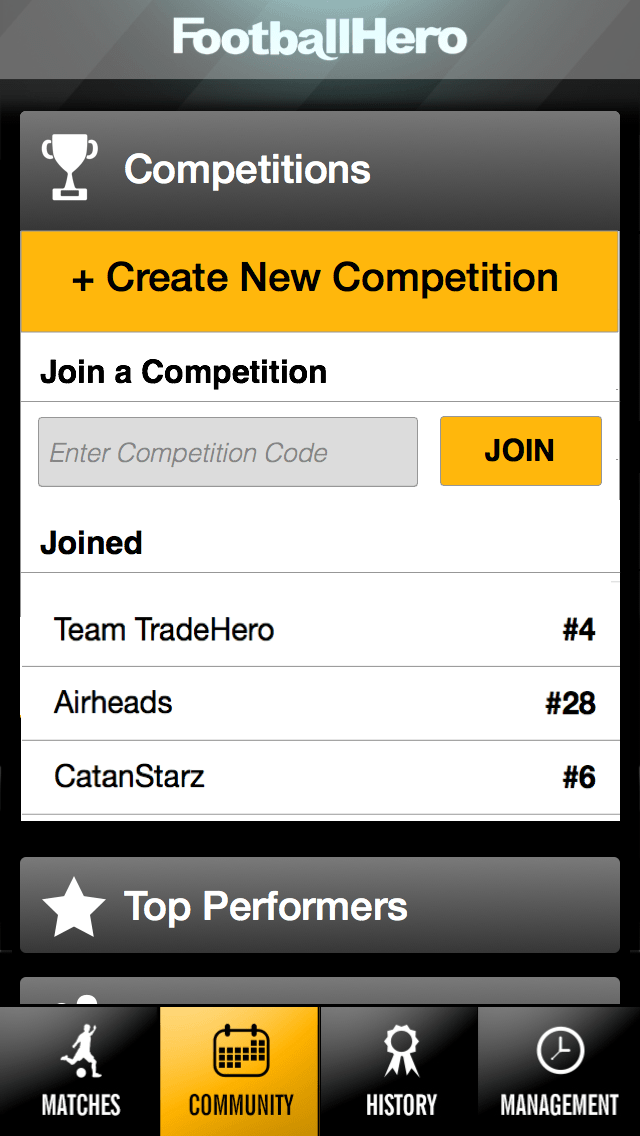 FootballHero
Competitions
+ Create New Competition
Join a Competition
Enter Competition Code
JOIN
Joined
Team TradeHero #4
Airheads #28
CatanStarz #6
Top Performers
MATCHES COMMUNITY HISTORY MANAGEMENT